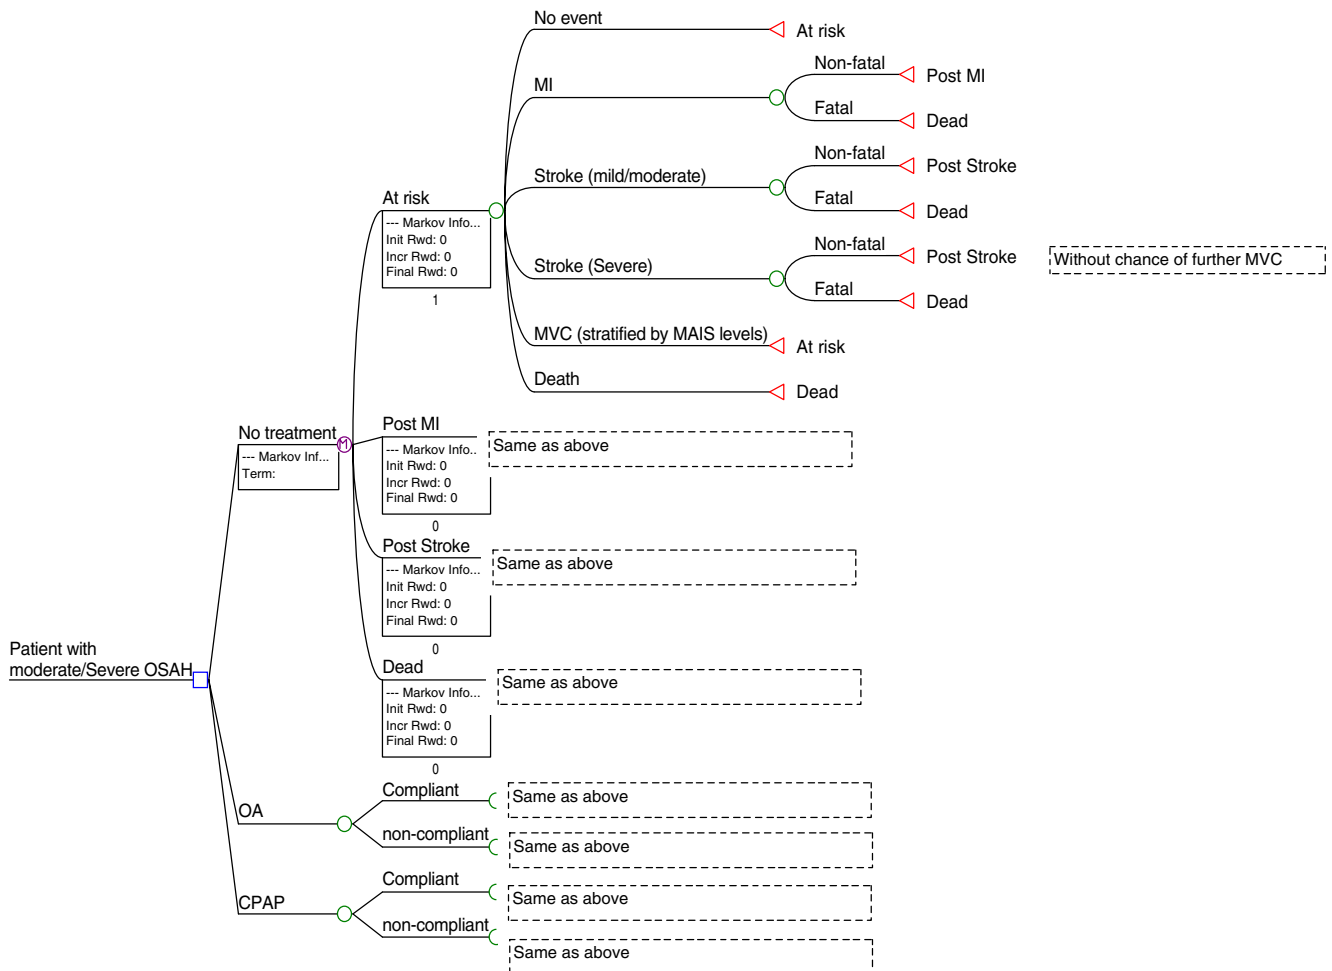 No event
At risk
MI
Non-fatal
Post MI
Fatal
Dead
Stroke (mild/moderate)
Non-fatal
Post Stroke
Fatal
Dead
Stroke (Severe)
Non-fatal
Post Stroke
Without chance of further MVC
Fatal
Dead
MVC (stratified by MAIS levels)
At risk
Death
Dead
At risk
--- Markov Info...
Init Rwd: 0
Incr Rwd: 0
Final Rwd: 0
1
No treatment
--- Markov Inf...
Term:
M
Post MI
--- Markov Info..
Init Rwd: 0
Incr Rwd: 0
Final Rwd: 0
0
Same as above
Post Stroke
--- Markov Info...
Init Rwd: 0
Incr Rwd: 0
Final Rwd: 0
0
Same as above
Dead
--- Markov Info...
Init Rwd: 0
Incr Rwd: 0
Final Rwd: 0
0
Same as above
Patient with
moderate/Severe OSAH
OA
Compliant
Same as above
non-compliant
Same as above
CPAP
Compliant
Same as above
non-compliant
Same as above